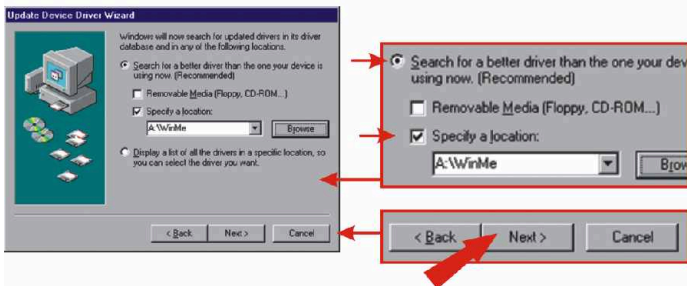 Update Device Driver Wizard
Windows will now search for updated drivers in its driver
database and in any of the following locations.
Search for a better driver than the one your device is
using now. (Recommended)
Removable Media (Floppy, CD-ROM...)
Specify a location:
A:\WinMe
Browse
Display a list of all the drivers in a specific location, so
you can select the driver you want.
< Back
Next >
Cancel
Search for a better driver than the one your dev
using now. (Recommended)
Removable Media (Floppy, CD-ROM...)
Specify a location:
A:\WinMe
Brow
< Back
Next >
Cancel